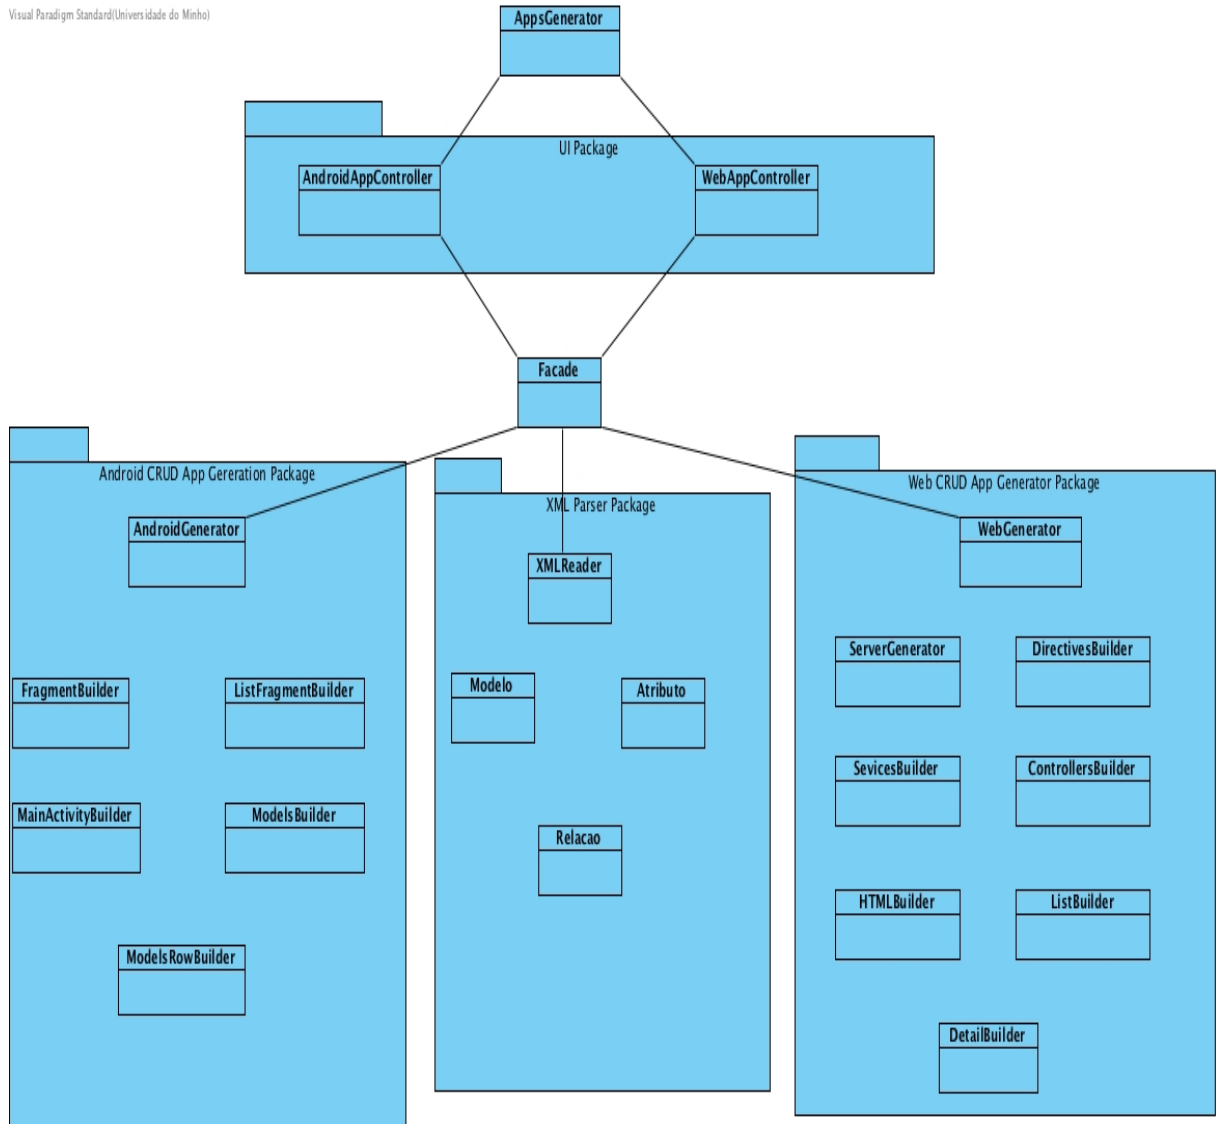 Visual Paradigm Standard(Universidade do Minho)
AppsGenerator
UI Package
AndroidAppController
WebAppController
Facade
Android CRUD App Gereration Package
AndroidGenerator
FragmentBuilder
ListFragmentBuilder
MainActivityBuilder
ModelsBuilder
ModelsRowBuilder
XML Parser Package
XMLReader
Modelo
Atributo
Relacao
Web CRUD App Generator Package
WebGenerator
ServerGenerator
DirectivesBuilder
SevicesBuilder
ControllersBuilder
HTMLBuilder
ListBuilder
DetailBuilder